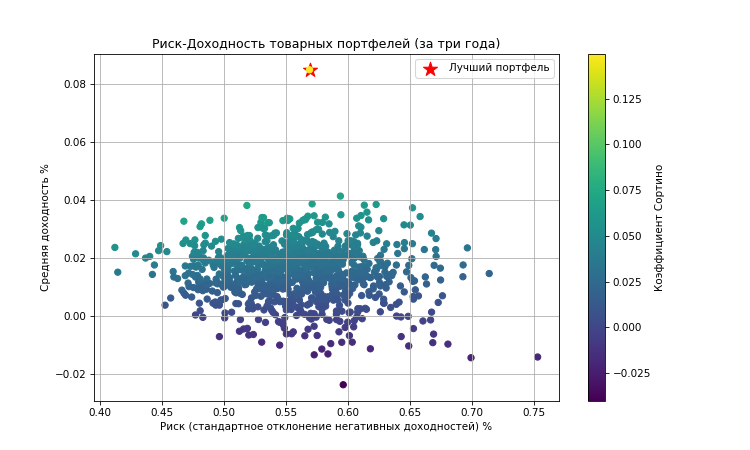 Риск-Доходность товарных портфелей (за три года)
Лучший портфель
Средняя доходность %
0.08
0.06
0.04
0.02
0.00
−0.02
0.40 0.45 0.50 0.55 0.60 0.65 0.70 0.75
Риск (стандартное отклонение негативных доходностей) %
0.125
0.100
0.075
0.050
0.025
0.000
−0.025
Коэффициент Сортино